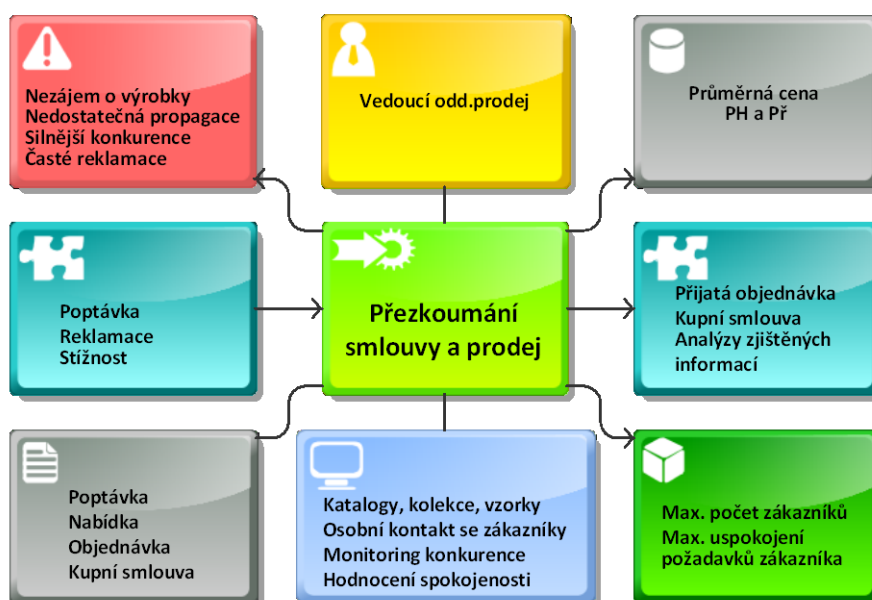 Nezájem o výrobky
Nedostatečná propagace
Silnější konkurence
Časté reklamace
Vedoucí odd.prodej
Průměrná cena
PH a Př
Poptávka
Reklamace
Stížnost
Přezkoumání
smlouvy a prodej
Přijatá objednávka
Kupní smlouva
Analýzy zjištěných
informací
Poptávka
Nabídka
Objednávka
Kupní smlouva
Katalogy, kolekce, vzorky
Osobní kontakt se zákazníky
Monitoring konkurence
Hodnocení spokojenosti
Max. počet zákazníků
Max. uspokojení
požadavků zákazníka